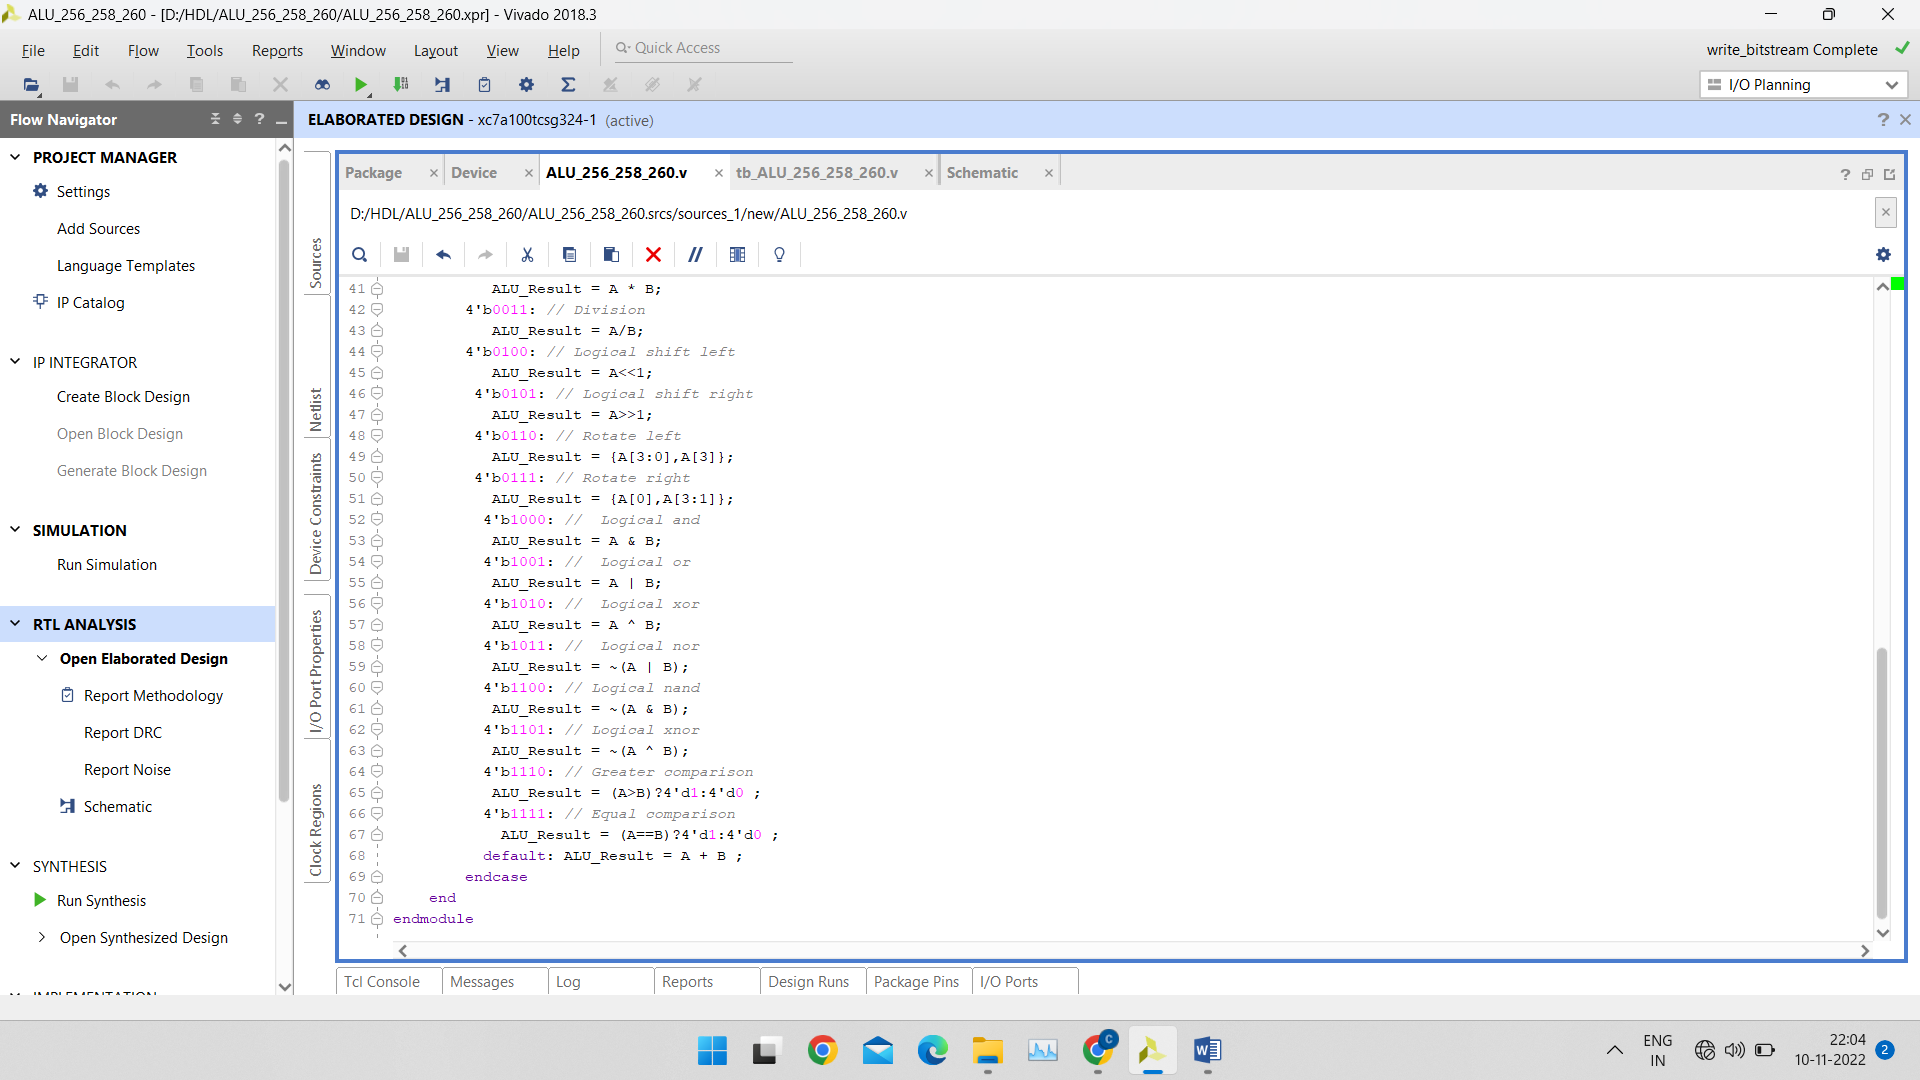 ALU_256_258_260 - [D:/HDL/ALU_256_258_260/ALU_256_258_260.xpr] - Vivado 2018.3
File Edit Flow Tools Reports Window Layout View Help Quick Access
write_bitstream Complete
I/O Planning
Flow Navigator
ELABORATED DESIGN - xc7a100tcsg324-1 (active)
PROJECT MANAGER
Settings
Add Sources
Language Templates
IP Catalog
IP INTEGRATOR
Create Block Design
Open Block Design
Generate Block Design
SIMULATION
Run Simulation
RTL ANALYSIS
Open Elaborated Design
Report Methodology
Report DRC
Report Noise
Schematic
SYNTHESIS
Run Synthesis
Open Synthesized Design
IMPLEMENTATION
Sources
Netlist
Device Constraints
I/O Port Properties
Clock Regions
Package Device ALU_256_258_260.v tb_ALU_256_258_260.v Schematic
D:/HDL/ALU_256_258_260/ALU_256_258_260.srcs/sources_1/new/ALU_256_258_260.v
41 ALU_Result = A * B;
42 4'b0011: // Division
43 ALU_Result = A/B;
44 4'b0100: // Logical shift left
45 ALU_Result = A<<1;
46 4'b0101: // Logical shift right
47 ALU_Result = A>>1;
48 4'b0110: // Rotate left
49 ALU_Result = {A[3:0],A[3]};
50 4'b0111: // Rotate right
51 ALU_Result = {A[0],A[3:1]};
52 4'b1000: //  Logical and
53 ALU_Result = A & B;
54 4'b1001: //  Logical or
55 ALU_Result = A | B;
56 4'b1010: //  Logical xor
57 ALU_Result = A ^ B;
58 4'b1011: //  Logical nor
59 ALU_Result = ~(A | B);
60 4'b1100: // Logical nand
61 ALU_Result = ~(A & B);
62 4'b1101: // Logical xnor
63 ALU_Result = ~(A ^ B);
64 4'b1110: // Greater comparison
65 ALU_Result = (A>B)?4'd1:4'd0 ;
66 4'b1111: // Equal comparison
67 ALU_Result = (A==B)?4'd1:4'd0 ;
68 default: ALU_Result = A + B ;
69 endcase
70 end
71 endmodule
Tcl Console Messages Log Reports Design Runs Package Pins I/O Ports
ENG
IN
22:04
10-11-2022
2